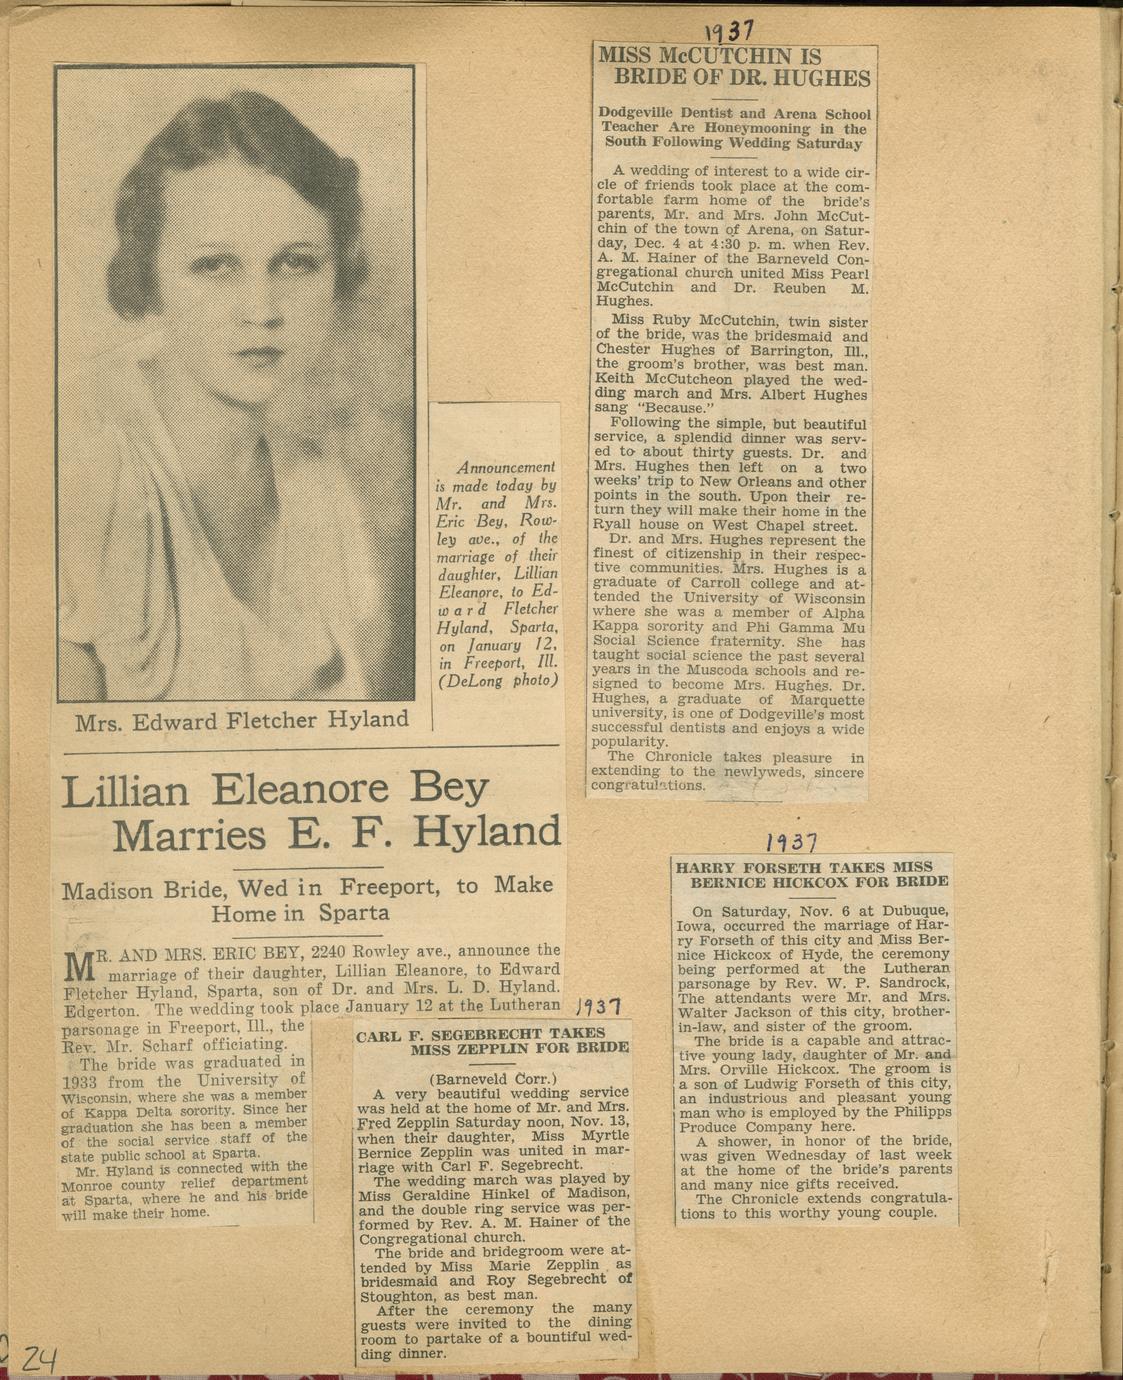 Mrs. Edward Fletcher Hyland
Announcement
is made today by
Mr. and Mrs.
Eric Bey, Row-
ley ave., of the
marriage of their
daughter, Lillian
Eleanore, to Ed-
ward Fletcher
Hyland, Sparta,
on January 12,
in Freeport, Ill.
(DeLong photo)
Lillian Eleanore Bey
Marries E. F. Hyland
Madison Bride, Wed in Freeport, to Make
Home in Sparta
MR. AND MRS. ERIC BEY, 2240 Rowley ave., announce the
marriage of their daughter, Lillian Eleanore, to Edward
Fletcher Hyland, Sparta, son of Dr. and Mrs. L. D. Hyland.
Edgerton. The wedding took place January 12 at the Lutheran
parsonage in Freeport, Ill., the
Rev. Mr. Scharf officiating.
The bride was graduated in
1933 from the University of
Wisconsin, where she was a member
of Kappa Delta sorority. Since her
graduation she has been a member
of the social service staff of the
state public school at Sparta.
Mr. Hyland is connected with the
Monroe county relief department
at Sparta, where he and his bride
will make their home.
1937
CARL F. SEGEBRECHT TAKES
MISS ZEPPLIN FOR BRIDE
(Barneveld Corr.)
A very beautiful wedding service
was held at the home of Mr. and Mrs.
Fred Zepplin Saturday noon, Nov. 13,
when their daughter, Miss Myrtle
Bernice Zepplin was united in mar-
riage with Carl F. Segebrecht.
The wedding march was played by
Miss Geraldine Hinkel of Madison,
and the double ring service was per-
formed by Rev. A. M. Hainer of the
Congregational church.
The bride and bridegroom were at-
tended by Miss Marie Zepplin as
bridesmaid and Roy Segebrecht of
Stoughton, as best man.
After the ceremony the many
guests were invited to the dining
room to partake of a bountiful wed-
ding dinner.
1937
MISS McCUTCHIN IS
BRIDE OF DR. HUGHES
Dodgeville Dentist and Arena School
Teacher Are Honeymooning in the
South Following Wedding Saturday
A wedding of interest to a wide cir-
cle of friends took place at the com-
fortable farm home of the bride's
parents, Mr. and Mrs. John McCut-
chin of the town of Arena, on Satur-
day, Dec. 4 at 4:30 p. m. when Rev.
A. M. Hainer of the Barneveld Con-
gregational church united Miss Pearl
McCutchin and Dr. Reuben M.
Hughes.
Miss Ruby McCutchin, twin sister
of the bride, was the bridesmaid and
Chester Hughes of Barrington, Ill.,
the groom's brother, was best man.
Keith McCutcheon played the wed-
ding march and Mrs. Albert Hughes
sang "Because."
Following the simple, but beautiful
service, a splendid dinner was serv-
ed to about thirty guests. Dr. and
Mrs. Hughes then left on a two
weeks' trip to New Orleans and other
points in the south. Upon their re-
turn they will make their home in the
Ryall house on West Chapel street.
Dr. and Mrs. Hughes represent the
finest of citizenship in their respec-
tive communities. Mrs. Hughes is a
graduate of Carroll college and at-
tended the University of Wisconsin
where she was a member of Alpha
Kappa sorority and Phi Gamma Mu
Social Science fraternity. She has
taught social science the past several
years in the Muscoda schools and re-
signed to become Mrs. Hughes. Dr.
Hughes, a graduate of Marquette
university, is one of Dodgeville's most
successful dentists and enjoys a wide
popularity.
The Chronicle takes pleasure in
extending to the newlyweds, sincere
congratulations.
1937
HARRY FORSETH TAKES MISS
BERNICE HICKCOX FOR BRIDE
On Saturday, Nov. 6 at Dubuque,
Iowa, occurred the marriage of Har-
ry Forseth of this city and Miss Ber-
nice Hickcox of Hyde, the ceremony
being performed at the Lutheran
parsonage by Rev. W. P. Sandrock,
The attendants were Mr. and Mrs.
Walter Jackson of this city, brother-
in-law, and sister of the groom.
The bride is a capable and attrac-
tive young lady, daughter of Mr. and
Mrs. Orville Hickcox. The groom is
a son of Ludwig Forseth of this city,
an industrious and pleasant young
man who is employed by the Philipps
Produce Company here.
A shower, in honor of the bride,
was given Wednesday of last week
at the home of the bride's parents
and many nice gifts received.
The Chronicle extends congratula-
tions to this worthy young couple.
24